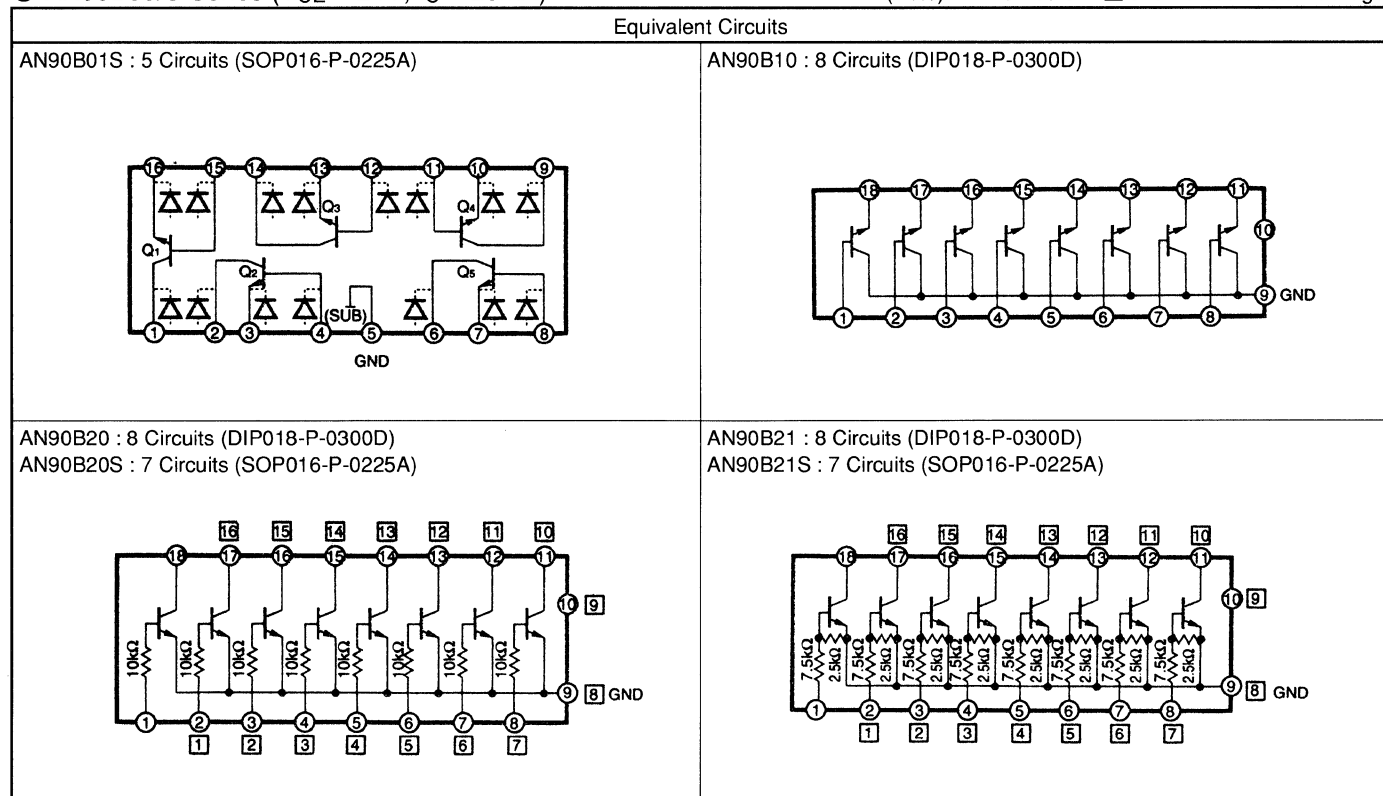 Equivalent Circuits
AN90B01S : 5 Circuits (SOP016-P-0225A)
16 15 14 13 12 11 10 9
Q1 Q2 Q3 Q4 Q5
(SUB)
1 2 3 4 5 6 7 8
GND
AN90B10 : 8 Circuits (DIP018-P-0300D)
18 17 16 15 14 13 12 11
10
9 GND
1 2 3 4 5 6 7 8
AN90B20 : 8 Circuits (DIP018-P-0300D)
AN90B20S : 7 Circuits (SOP016-P-0225A)
16 15 14 13 12 11 10
18 17 16 15 14 13 12 11
10 9
10kΩ 10kΩ 10kΩ 10kΩ 10kΩ 10kΩ 10kΩ 10kΩ
9 8 GND
1 2 3 4 5 6 7 8
1 2 3 4 5 6 7
AN90B21 : 8 Circuits (DIP018-P-0300D)
AN90B21S : 7 Circuits (SOP016-P-0225A)
16 15 14 13 12 11 10
18 17 16 15 14 13 12 11
10 9
7.5kΩ 2.5kΩ 7.5kΩ 2.5kΩ 7.5kΩ 2.5kΩ 7.5kΩ 2.5kΩ 7.5kΩ 2.5kΩ 7.5kΩ 2.5kΩ 7.5kΩ 2.5kΩ 7.5kΩ 2.5kΩ
9 8 GND
1 2 3 4 5 6 7 8
1 2 3 4 5 6 7